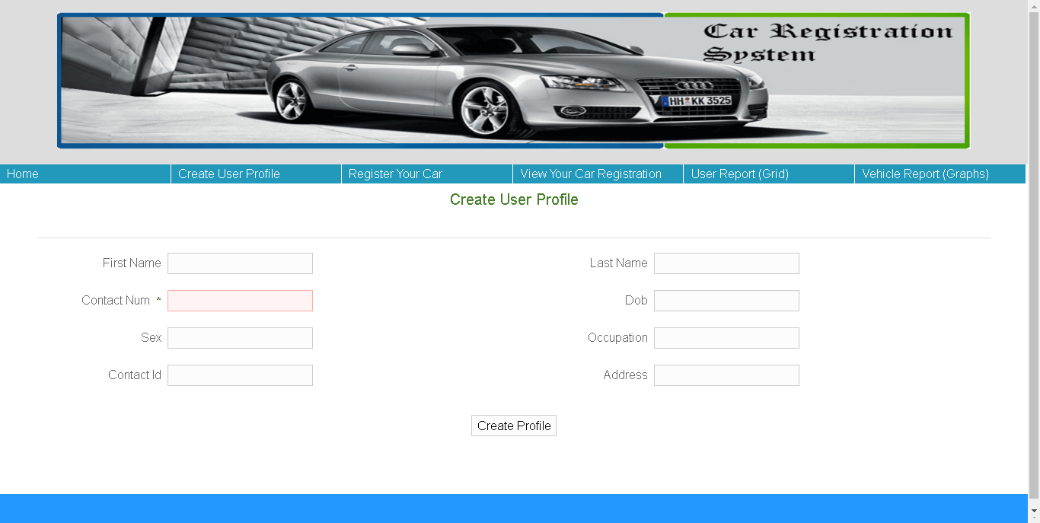 Car Registration
System
HH KK 3525
Home Create User Profile Register Your Car View Your Car Registration User Report (Grid) Vehicle Report (Graphs)
Create User Profile
First Name Last Name
Contact Num * Dob
Sex Occupation
Contact Id Address
Create Profile